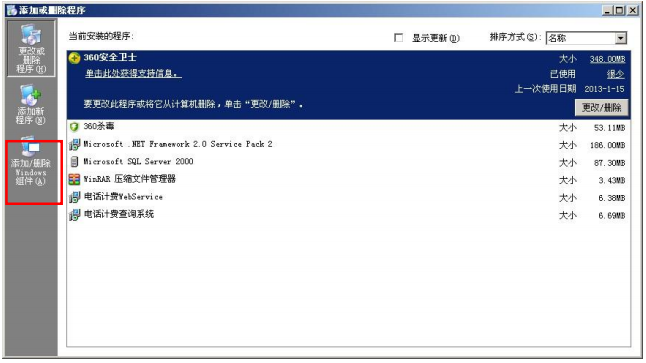 添加或删除程序
更改或
删除
程序(H)
添加新
程序(N)
添加/删除
Windows
组件(A)
当前安装的程序:
显示更新(D)
排序方式(S): 名称
360安全卫士 大小 348.00MB
单击此处获得支持信息。 已使用 很少
上一次使用日期 2013-1-15
要更改此程序或将它从计算机删除，单击“更改/删除”。 更改/删除
360杀毒 大小 53.11MB
Microsoft .NET Framework 2.0 Service Pack 2 大小 186.00MB
Microsoft SQL Server 2000 大小 87.30MB
WinRAR 压缩文件管理器 大小 3.43MB
电话计费WebService 大小 6.38MB
电话计费查询系统 大小 6.69MB